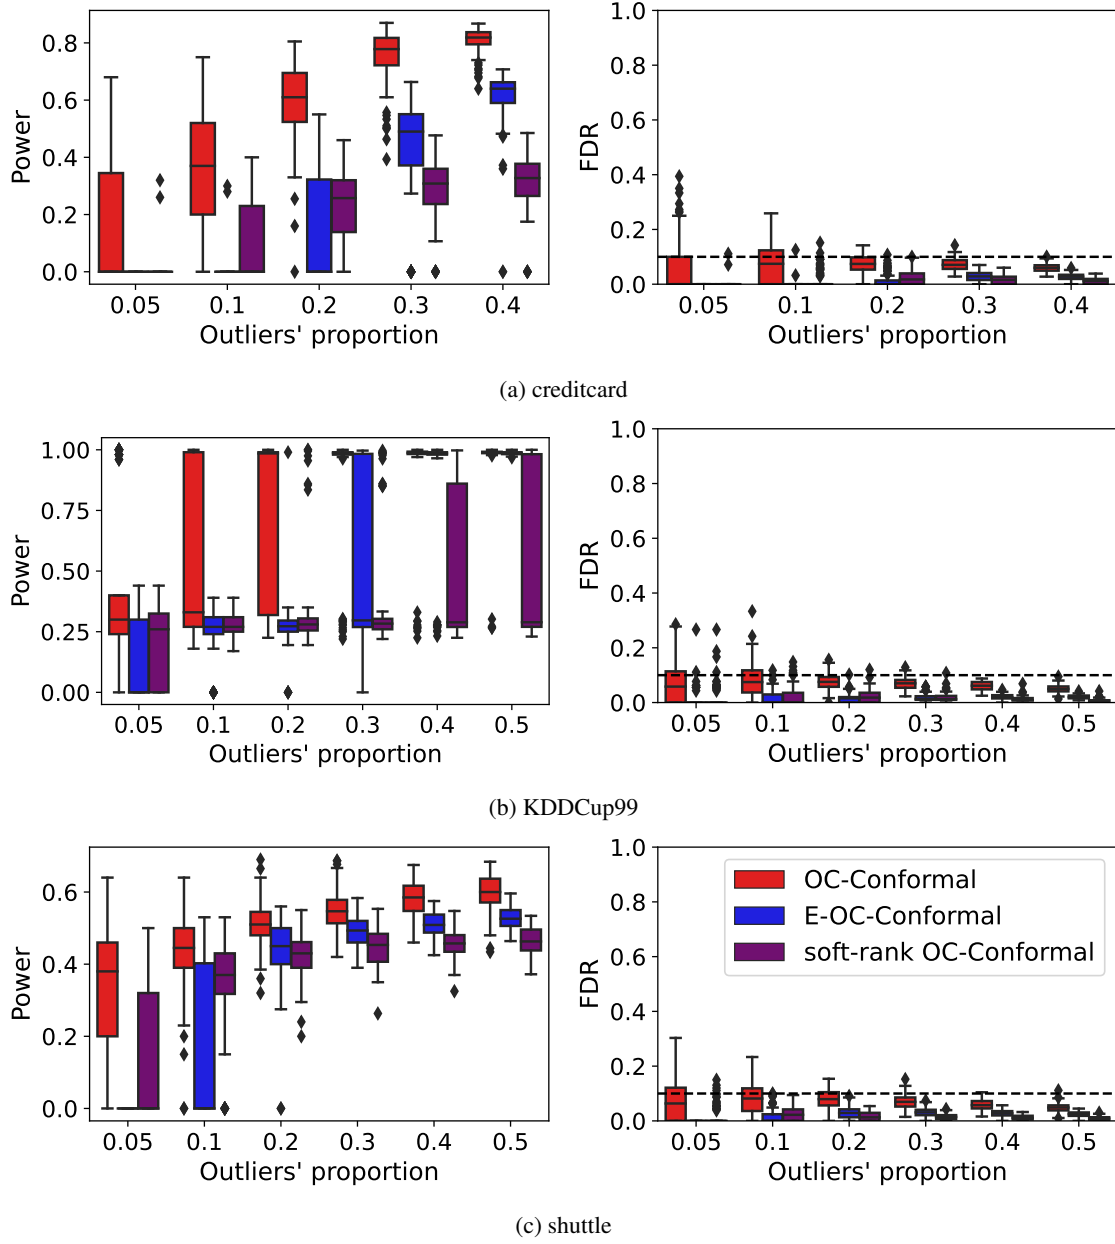 0.8
0.6
0.4
0.2
0.0
Power
0.05 0.1 0.2 0.3 0.4
Outliers' proportion
1.0
0.8
0.6
0.4
0.2
0.0
FDR
0.05 0.1 0.2 0.3 0.4
Outliers' proportion
(a) creditcard
1.00
0.75
0.50
0.25
0.00
Power
0.05 0.1 0.2 0.3 0.4 0.5
Outliers' proportion
1.0
0.8
0.6
0.4
0.2
0.0
FDR
0.05 0.1 0.2 0.3 0.4 0.5
Outliers' proportion
(b) KDDCup99
0.6
0.4
0.2
0.0
Power
0.05 0.1 0.2 0.3 0.4 0.5
Outliers' proportion
1.0
0.8
0.6
0.4
0.2
0.0
FDR
OC-Conformal
E-OC-Conformal
soft-rank OC-Conformal
0.05 0.1 0.2 0.3 0.4 0.5
Outliers' proportion
(c) shuttle